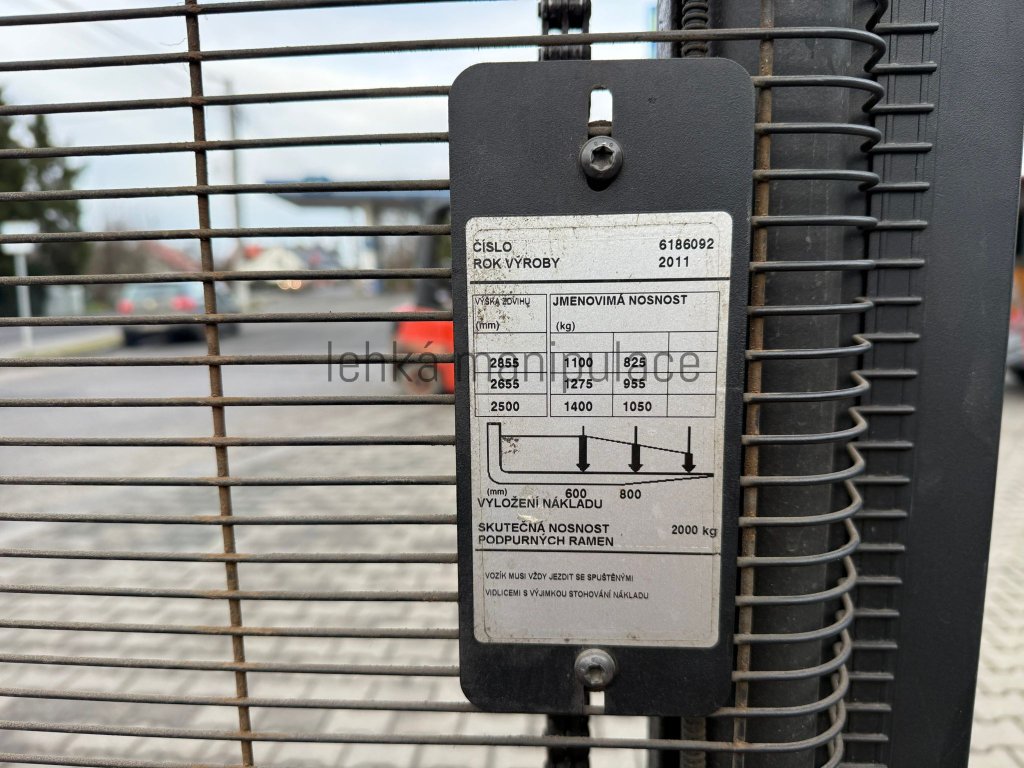 ČÍSLO 6186092
ROK VÝROBY 2011
VÝŠKA ZDVIHU JMENOVIMÁ NOSNOST
(mm) (kg)
2855 1100 825
2655 1275 955
2500 1400 1050
lehká manipulace
(mm) 600 800
VYLOŽENÍ NÁKLADU
SKUTEČNÁ NOSNOST 2000 kg
PODPURNÝCH RAMEN
VOZÍK MUSI VŽDY JEZDIT SE SPUŠTĚNÝMI
VIDLICEMI S VÝJIMKOU STOHOVÁNÍ NÁKLADU